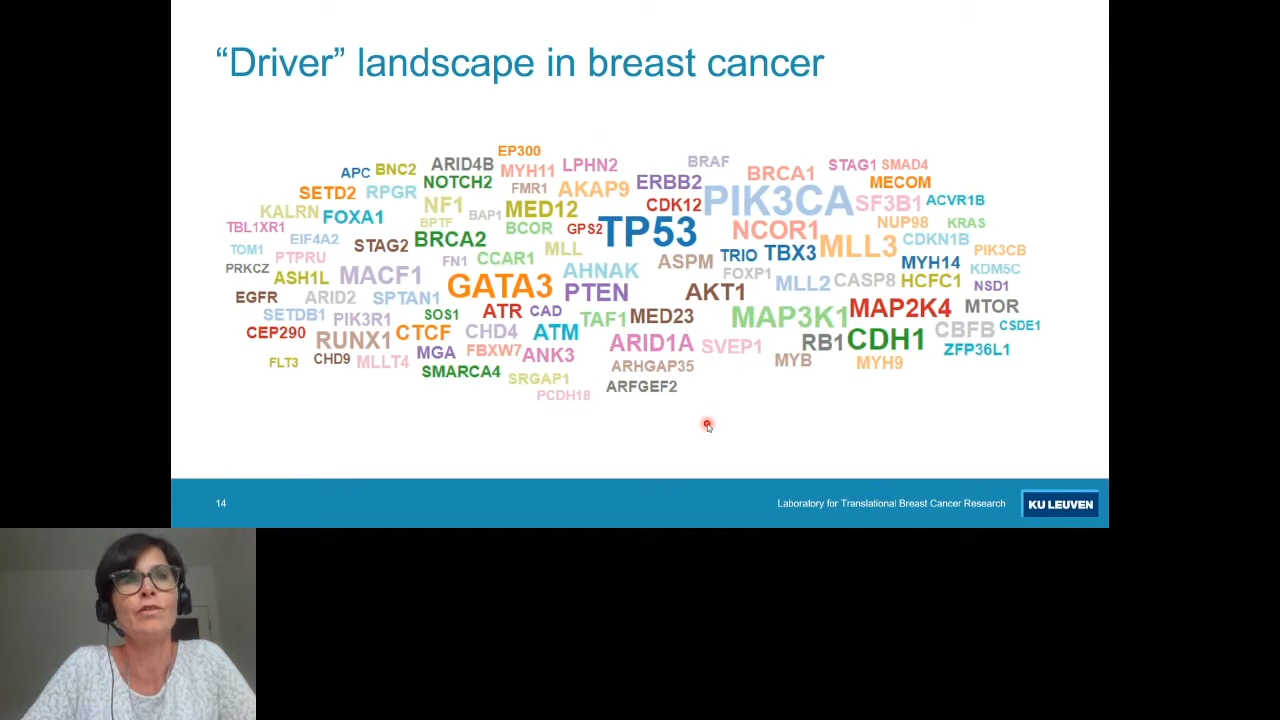 “Driver” landscape in breast cancer
EP300
APC BNC2 ARID4B MYH11 LPHN2 BRAF BRCA1 STAG1 SMAD4
SETD2 RPGR NOTCH2 FMR1 AKAP9 ERBB2 MECOM
KALRN FOXA1 NF1 BAP1 MED12 CDK12 PIK3CA SF3B1 ACVR1B
TBL1XR1 BPTF BCOR GPS2 TP53 NCOR1 NUP98 KRAS
TOM1 EIF4A2 STAG2 BRCA2 MLL TRIO TBX3 MLL3 CDKN1B PIK3CB
PRKCZ PTPRU FN1 CCAR1 AHNAK ASPM FOXP1 MYH14 KDM5C
ASH1L MACF1 GATA3 PTEN AKT1 MLL2 CASP8 HCFC1 NSD1
EGFR ARID2 SPTAN1 MTOR
SETDB1 PIK3R1 SOS1 ATR CAD TAF1 MED23 MAP3K1 MAP2K4 CSDE1
CEP290 RUNX1 CTCF CHD4 ATM ARID1A SVEP1 RB1 CDH1 CBFB ZFP36L1
FLT3 CHD9 MLLT4 MGA FBXW7 ANK3 ARHGAP35 MYB MYH9
SMARCA4 SRGAP1 ARFGEF2
PCDH18
14
Laboratory for Translational Breast Cancer Research
KU LEUVEN